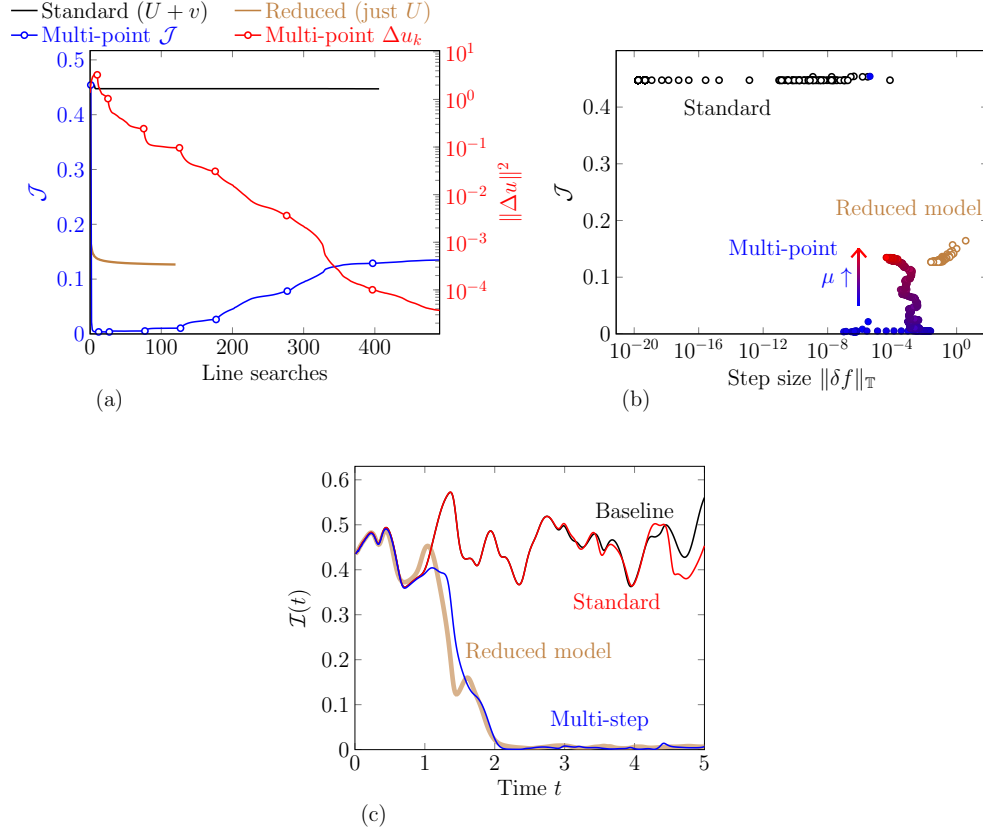 Standard (U + v)
Reduced (just U)
Multi-point 𝒥
Multi-point Δu_k
0.5
0.4
0.3
0.2
0.1
0
𝒥
10^1
10^0
10^{-1}
10^{-2}
10^{-3}
10^{-4}
‖Δu‖^2
0 100 200 300 400
Line searches
(a)
0.4
0.2
0
𝒥
Standard
Reduced model
Multi-point
μ ↑
10^{-20} 10^{-16} 10^{-12} 10^{-8} 10^{-4} 10^0
Step size ‖δf‖_𝕋
(b)
0.6
0.5
0.4
0.3
0.2
0.1
0
ℐ(t)
Baseline
Standard
Reduced model
Multi-step
0 1 2 3 4 5
Time t
(c)